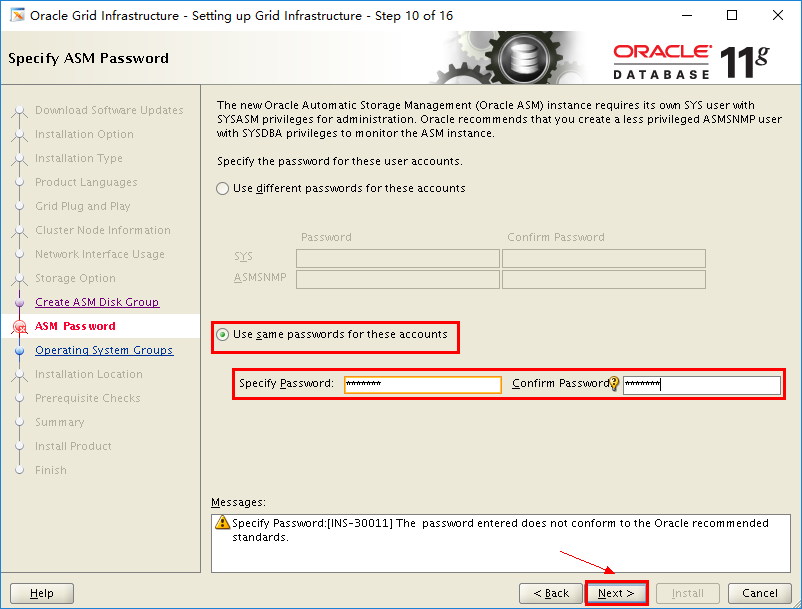 Oracle Grid Infrastructure - Setting up Grid Infrastructure - Step 10 of 16
Specify ASM Password
ORACLE
DATABASE
11g
Download Software Updates
Installation Option
Installation Type
Product Languages
Grid Plug and Play
Cluster Node Information
Network Interface Usage
Storage Option
Create ASM Disk Group
ASM Password
Operating System Groups
Installation Location
Prerequisite Checks
Summary
Install Product
Finish
The new Oracle Automatic Storage Management (Oracle ASM) instance requires its own SYS user with
SYSASM privileges for administration. Oracle recommends that you create a less privileged ASMSNMP user
with SYSDBA privileges to monitor the ASM instance.
Specify the password for these user accounts.
Use different passwords for these accounts
Password Confirm Password
SYS
ASMSNMP
Use same passwords for these accounts
Specify Password: ******* Confirm Password: *******
Messages:
Specify Password:[INS-30011] The password entered does not conform to the Oracle recommended
standards.
Help < Back Next > Install Cancel